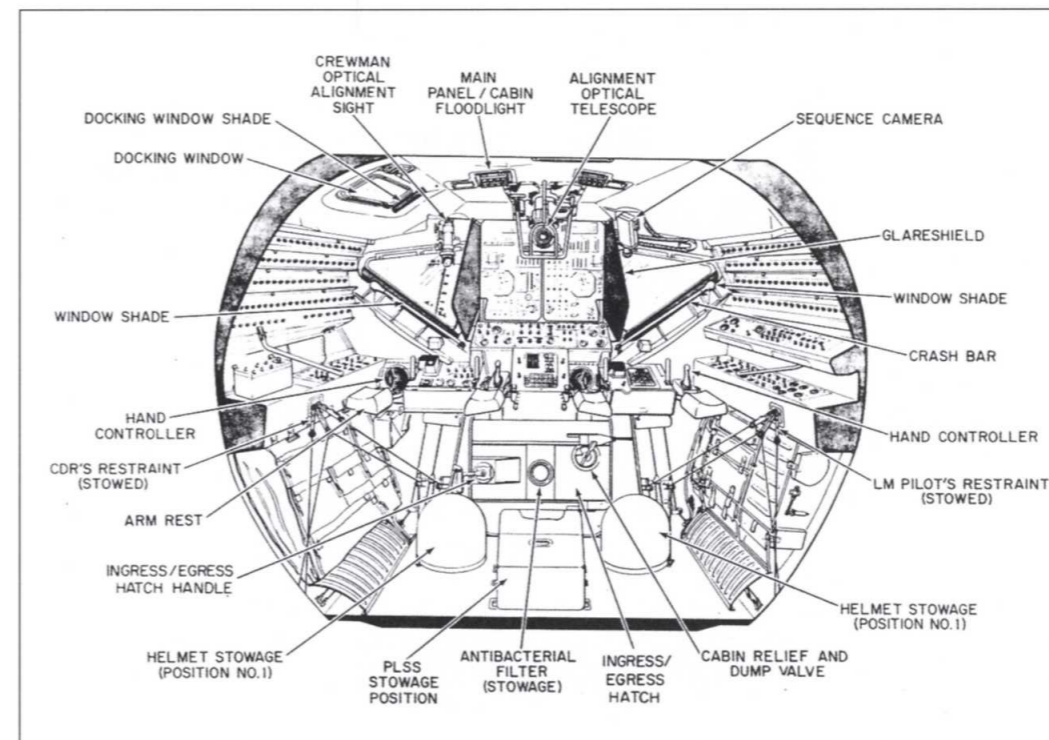 CREWMAN
OPTICAL
ALIGNMENT
SIGHT
MAIN
PANEL / CABIN
FLOODLIGHT
ALIGNMENT
OPTICAL
TELESCOPE
DOCKING WINDOW SHADE
SEQUENCE CAMERA
DOCKING WINDOW
GLARESHIELD
WINDOW SHADE
WINDOW SHADE
CRASH BAR
HAND
CONTROLLER
HAND CONTROLLER
CDR'S RESTRAINT
(STOWED)
LM PILOT'S RESTRAINT
(STOWED)
ARM REST
INGRESS/EGRESS
HATCH HANDLE
HELMET STOWAGE
(POSITION NO.1)
HELMET STOWAGE
(POSITION NO.1)
PLSS
STOWAGE
POSITION
ANTIBACTERIAL
FILTER
(STOWAGE)
INGRESS/
EGRESS
HATCH
CABIN RELIEF AND
DUMP VALVE